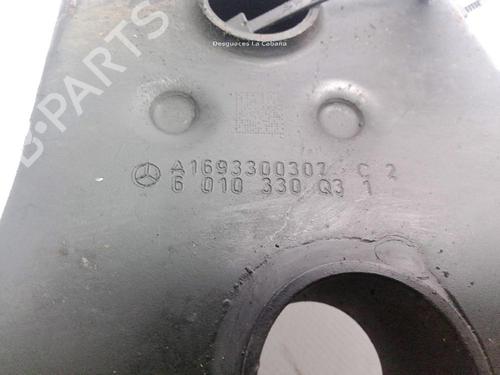 Desguaces La Cabaña
B-PARTS
A1693300307 C 2
6 010 330 Q3 1